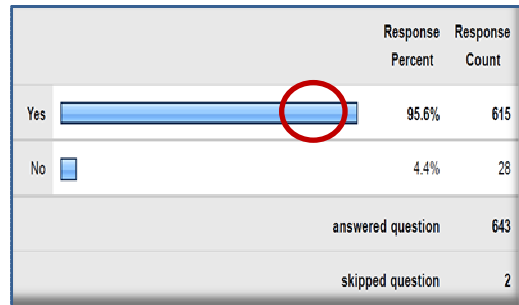 Response Response
Percent Count
Yes 95.6% 615
No 4.4% 28
answered question 643
skipped question 2